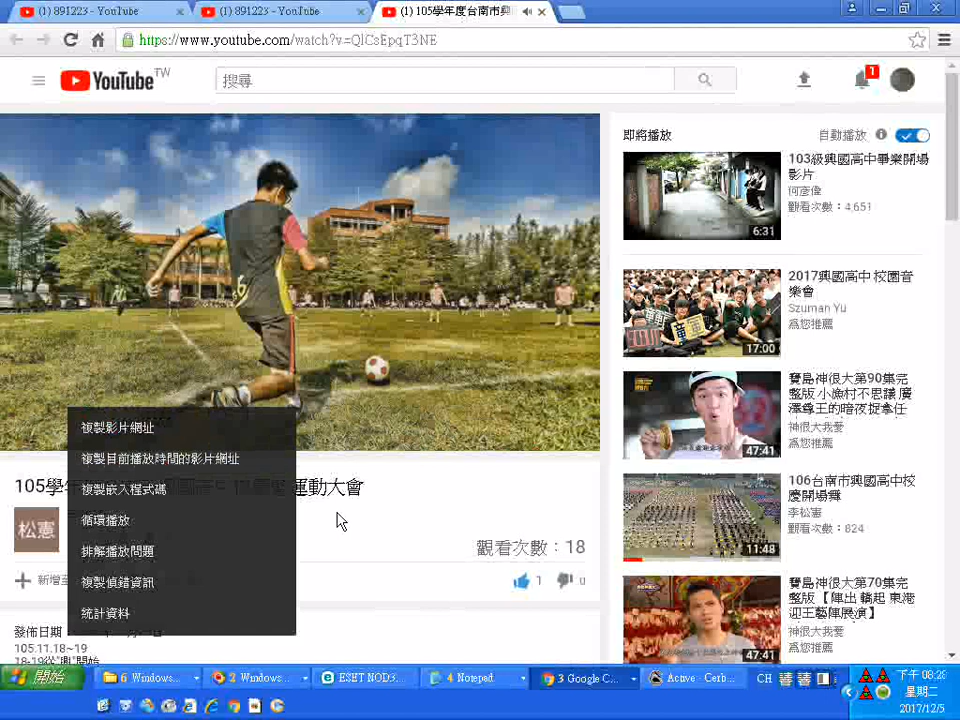 (1) 891223 - YouTube
(1) 891223 - YouTube
(1) 105學年度台南市興
https://www.youtube.com/watch?v=QlCsEpqT3NE
YouTube TW
搜尋
1
即將播放
自動播放
6:31
103級興國高中畢業開場
影片
何彥偉
觀看次數：4,651
17:00
2017興國高中 校園音
樂會
Szuman Yu
為您推薦
47:41
寶島神很大第90集完
整版 小漁村不思議 廣
澤尊王的暗夜捉拿任
神很大我愛
為您推薦
11:48
106台南市興國高中校
慶開場舞
李松憲
觀看次數：824
47:41
寶島神很大第70集完
整版【陣出 轎起 東港
迎王藝陣展演】
神很大我愛
為您推薦
複製影片網址
複製目前播放時間的影片網址
複製嵌入程式碼
循環播放
排解播放問題
複製偵錯資訊
統計資料
105學
運動大會
松憲
觀看次數：18
新增至
1
0
發佈日期
105.11.18~19
18-19從"興"開始
開始
6 Windows...
2 Windows...
ESET NOD3...
4 Notepad
3 Google C...
Active - Cerb...
CH
下午 08:28
星期二
2017/12/5